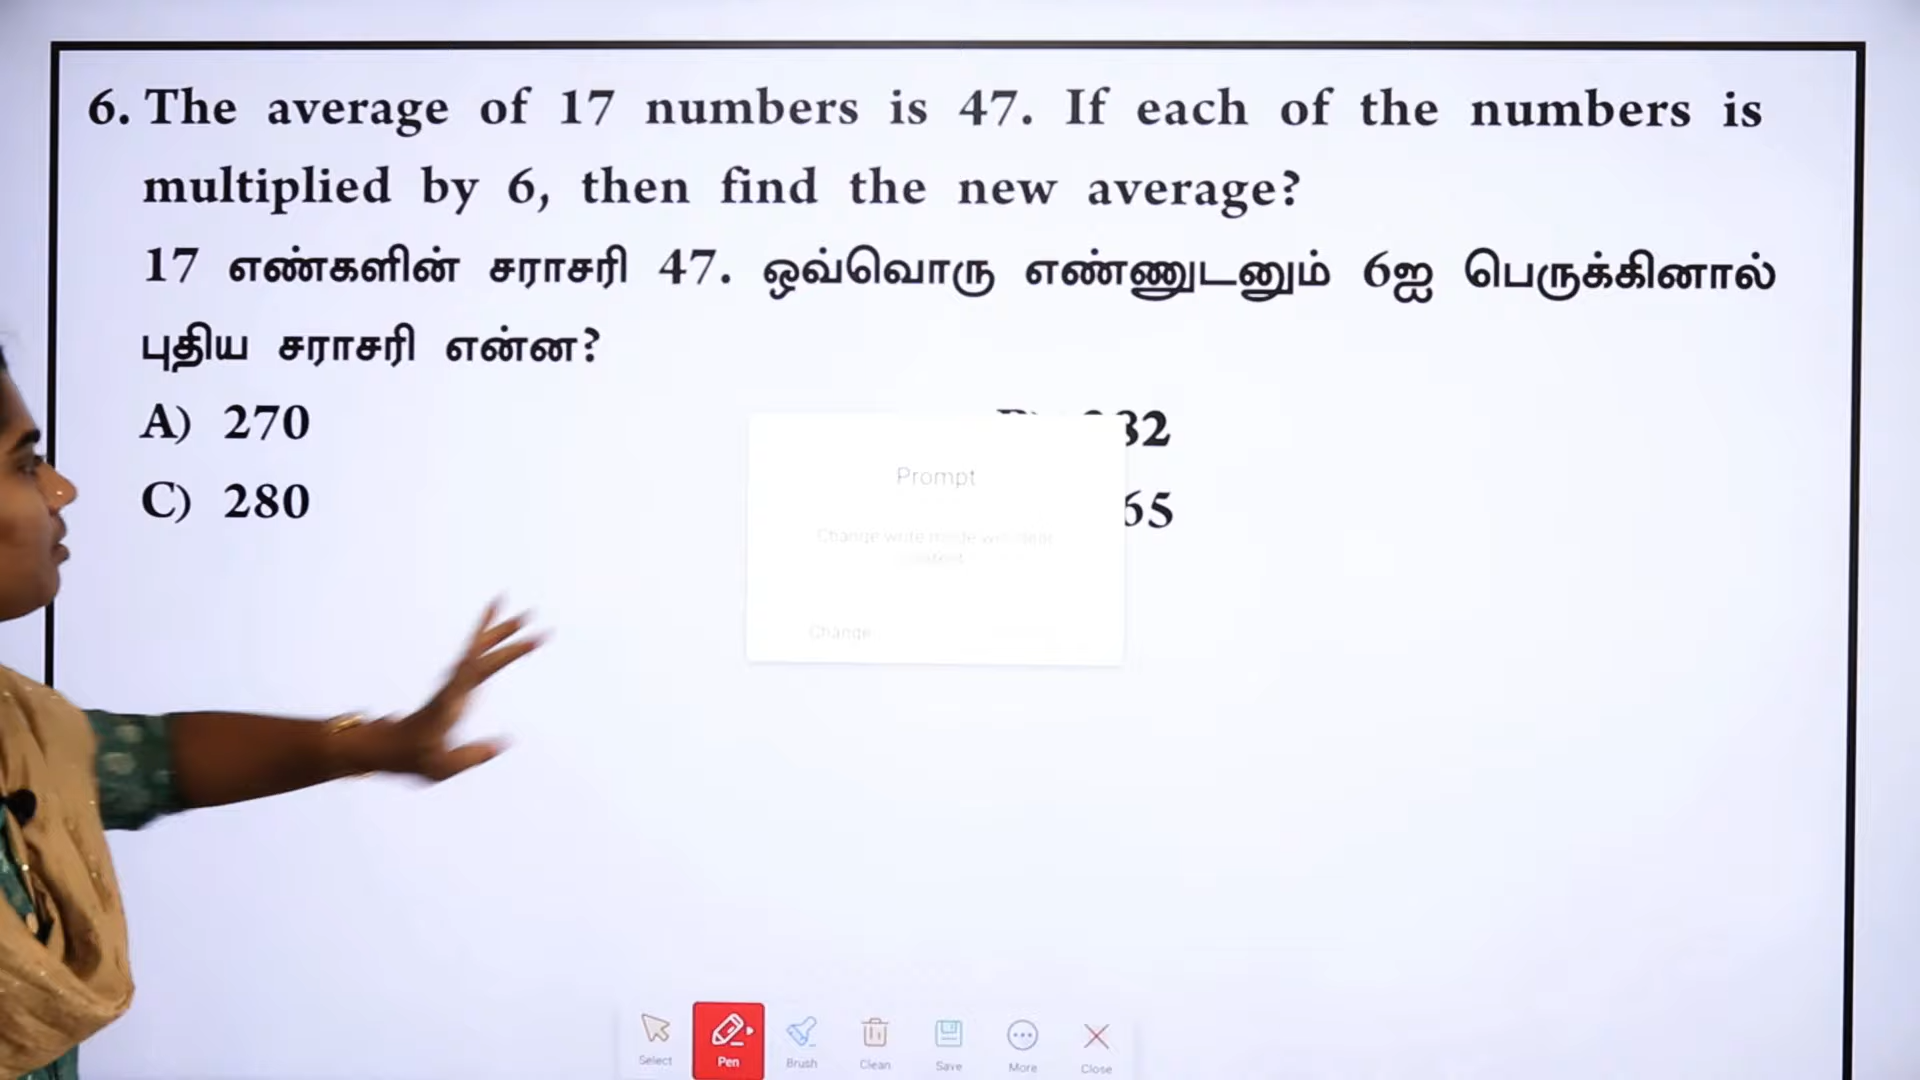 6. The average of 17 numbers is 47. If each of the numbers is
multiplied by 6, then find the new average?
17 எண்களின் சராசரி 47. ஒவ்வொரு எண்ணுடனும் 6ஐ பெருக்கினால்
புதிய சராசரி என்ன?
A) 270
C) 280
65
Prompt
Change
Select Pen Brush Clean Save More Close